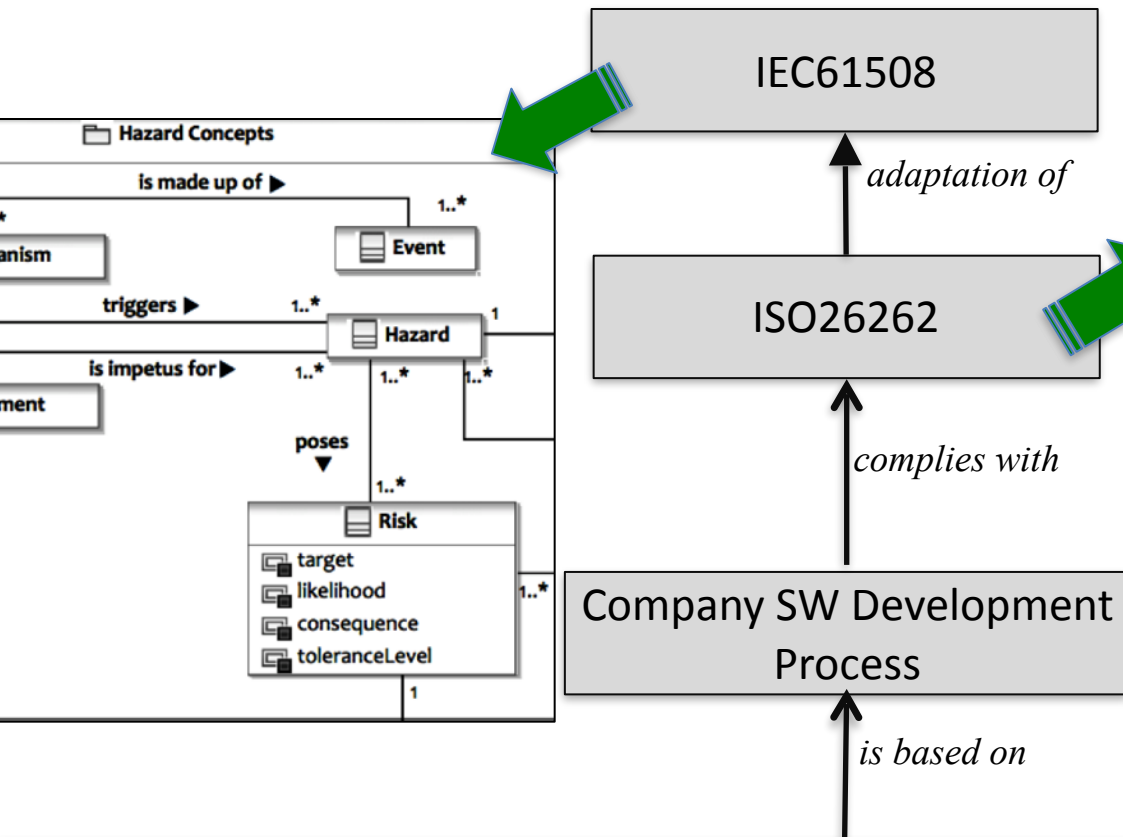 IEC61508
Hazard Concepts
is made up of ▶
adaptation of
*
1..*
anism
Event
triggers ▶
1..*
1
Hazard
ISO26262
is impetus for ▶
1..*
1..*
1..*
ment
poses
▼
complies with
1..*
Risk
target
likelihood
1..*
consequence
toleranceLevel
1
Company SW Development
Process
is based on